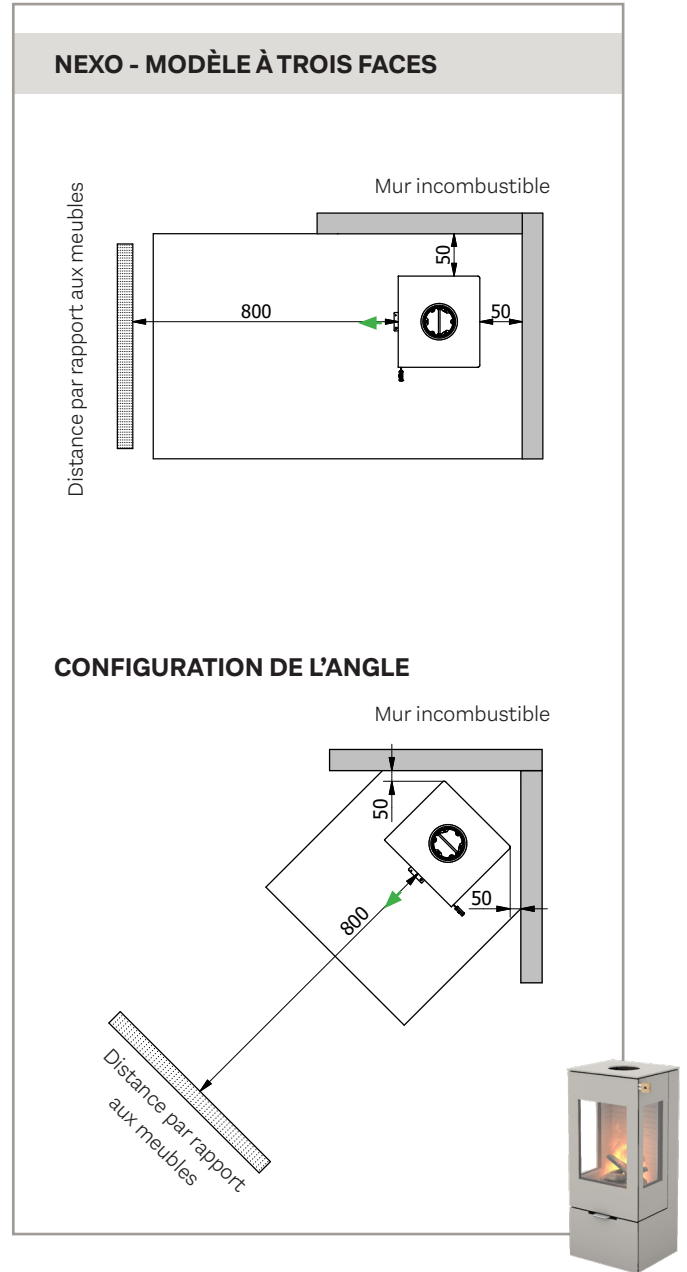 NEXO - MODÈLE À TROIS FACES
Mur incombustible
Distance par rapport aux meubles
50
800
50
CONFIGURATION DE L'ANGLE
Mur incombustible
50
50
800
Distance par rapport
aux meubles